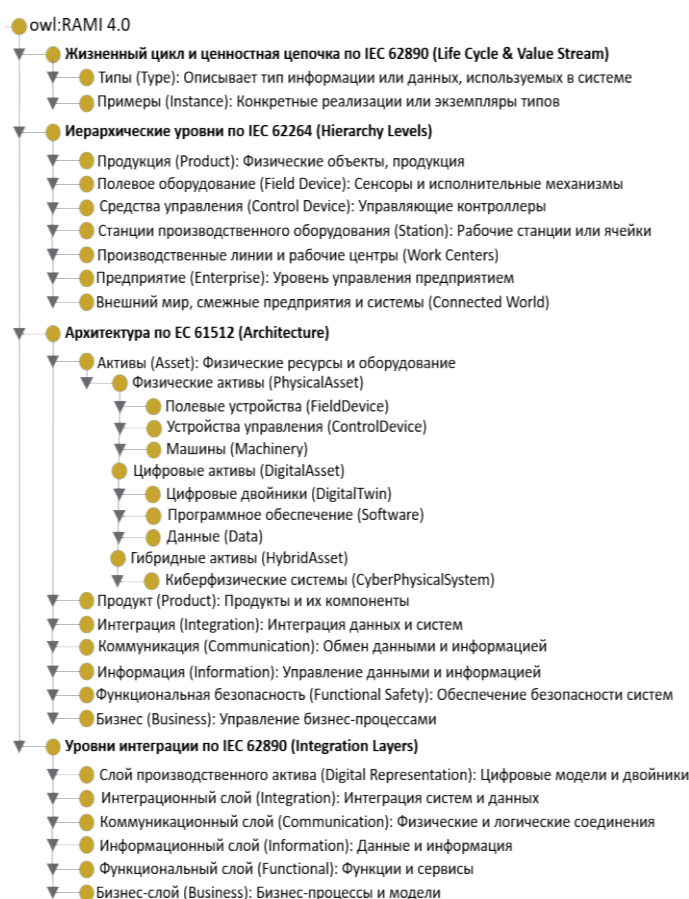 owl:RAMI 4.0
Жизненный цикл и ценностная цепочка по IEC 62890 (Life Cycle & Value Stream)
Типы (Type): Описывает тип информации или данных, используемых в системе
Примеры (Instance): Конкретные реализации или экземпляры типов
Иерархические уровни по IEC 62264 (Hierarchy Levels)
Продукция (Product): Физические объекты, продукция
Полевое оборудование (Field Device): Сенсоры и исполнительные механизмы
Средства управления (Control Device): Управляющие контроллеры
Станции производственного оборудования (Station): Рабочие станции или ячейки
Производственные линии и рабочие центры (Work Centers)
Предприятие (Enterprise): Уровень управления предприятием
Внешний мир, смежные предприятия и системы (Connected World)
Архитектура по ЕС 61512 (Architecture)
Активы (Asset): Физические ресурсы и оборудование
Физические активы (PhysicalAsset)
Полевые устройства (FieldDevice)
Устройства управления (ControlDevice)
Машины (Machinery)
Цифровые активы (DigitalAsset)
Цифровые двойники (DigitalTwin)
Программное обеспечение (Software)
Данные (Data)
Гибридные активы (HybridAsset)
Киберфизические системы (CyberPhysicalSystem)
Продукт (Product): Продукты и их компоненты
Интеграция (Integration): Интеграция данных и систем
Коммуникация (Communication): Обмен данными и информацией
Информация (Information): Управление данными и информацией
Функциональная безопасность (Functional Safety): Обеспечение безопасности систем
Бизнес (Business): Управление бизнес-процессами
Уровни интеграции по IEC 62890 (Integration Layers)
Слой производственного актива (Digital Representation): Цифровые модели и двойники
Интеграционный слой (Integration): Интеграция систем и данных
Коммуникационный слой (Communication): Физические и логические соединения
Информационный слой (Information): Данные и информация
Функциональный слой (Functional): Функции и сервисы
Бизнес-слой (Business): Бизнес-процессы и модели